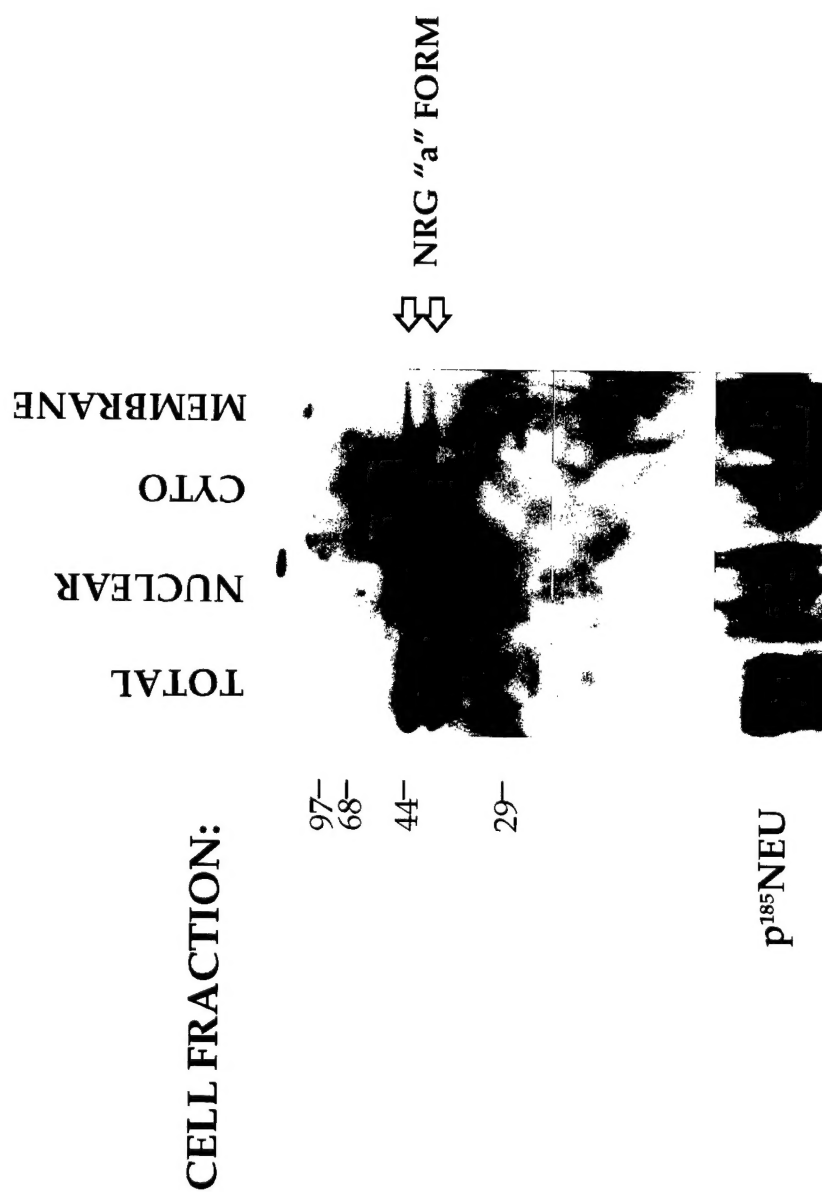 CELL FRACTION:
TOTAL
NUCLEAR
CYTO
MEMBRANE
97–
68–
44–
29–
NRG "a" FORM
p¹⁸⁵NEU